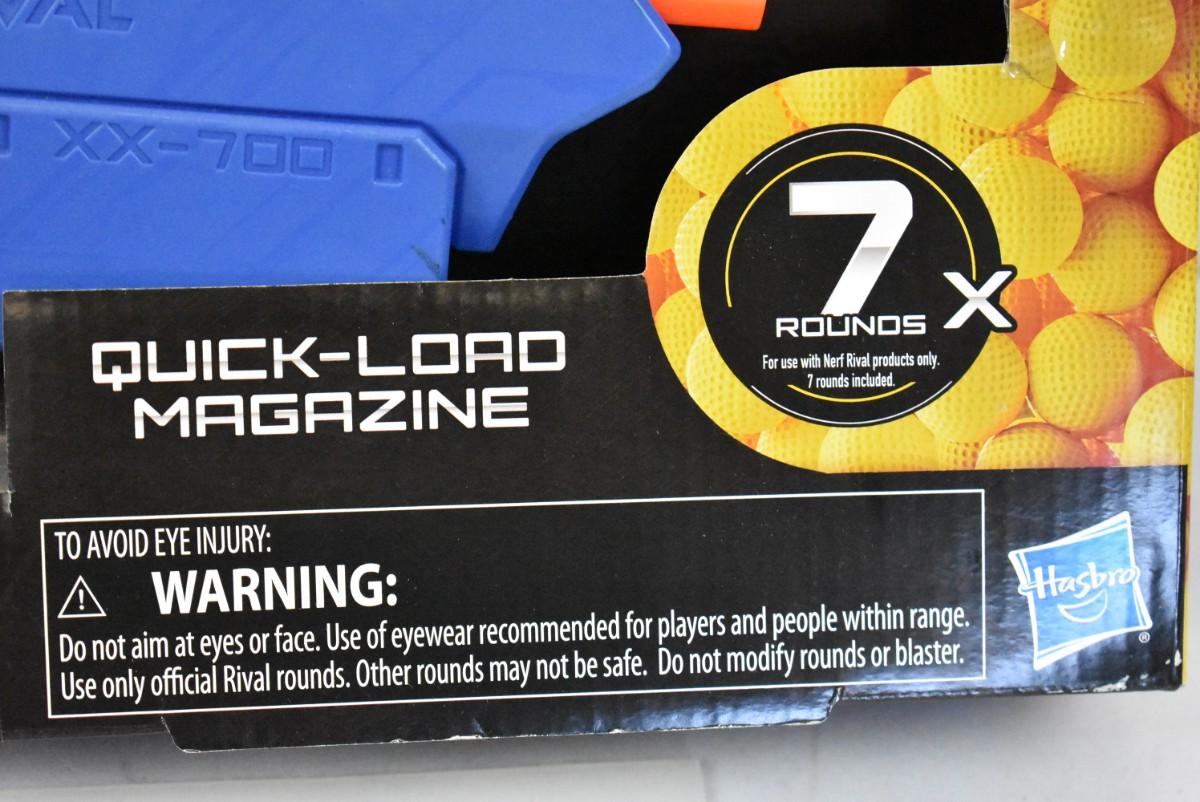 XX-700
7
ROUNDS
X
For use with Nerf Rival products only.
7 rounds included.
QUICK-LOAD
MAGAZINE
TO AVOID EYE INJURY:
WARNING:
Do not aim at eyes or face. Use of eyewear recommended for players and people within range.
Use only official Rival rounds. Other rounds may not be safe. Do not modify rounds or blaster.
Hasbro
®